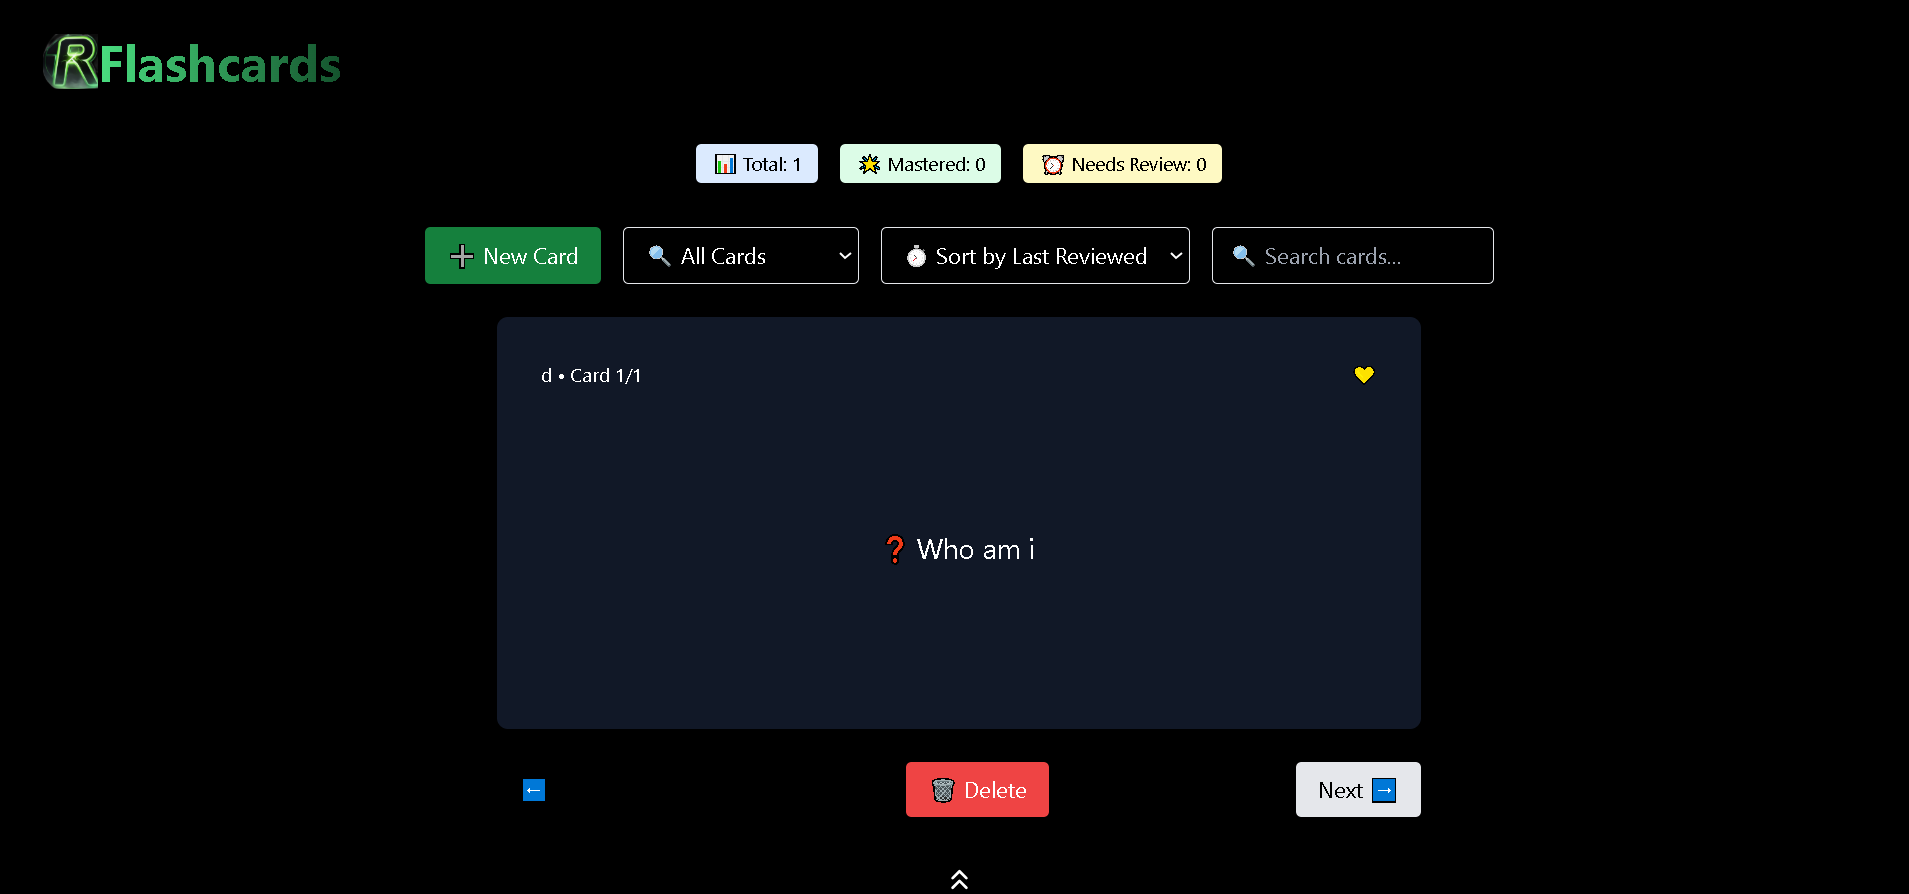 RFlashcards
📊 Total: 1
🌟 Mastered: 0
⏰ Needs Review: 0
➕ New Card
🔍 All Cards
⏱️ Sort by Last Reviewed
🔍 Search cards...
d • Card 1/1
❓ Who am i
🗑️ Delete
Next ➡️